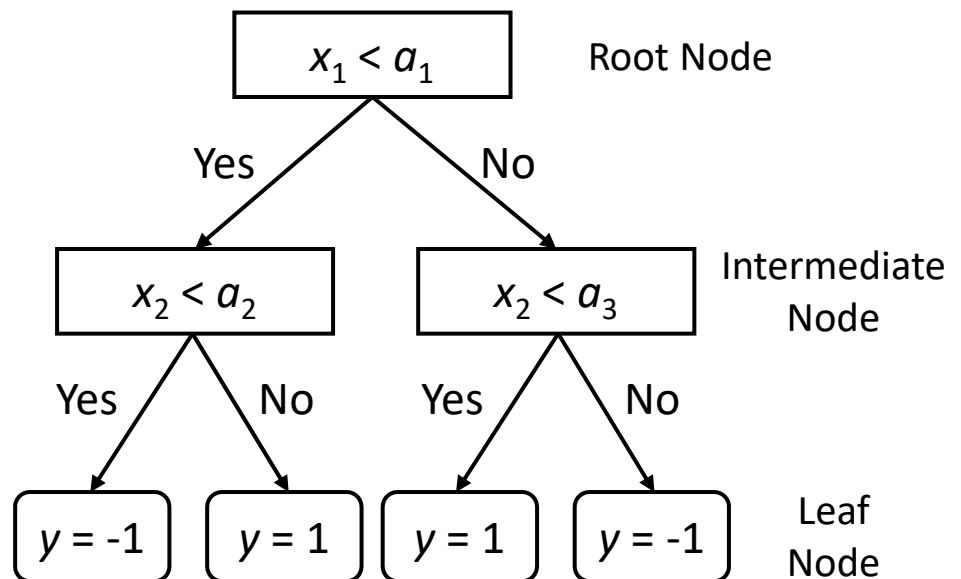 x₁ < a₁
Root Node
Yes
No
x₂ < a₂
x₂ < a₃
Intermediate
Node
Yes
No
Yes
No
y = -1
y = 1
y = 1
y = -1
Leaf
Node